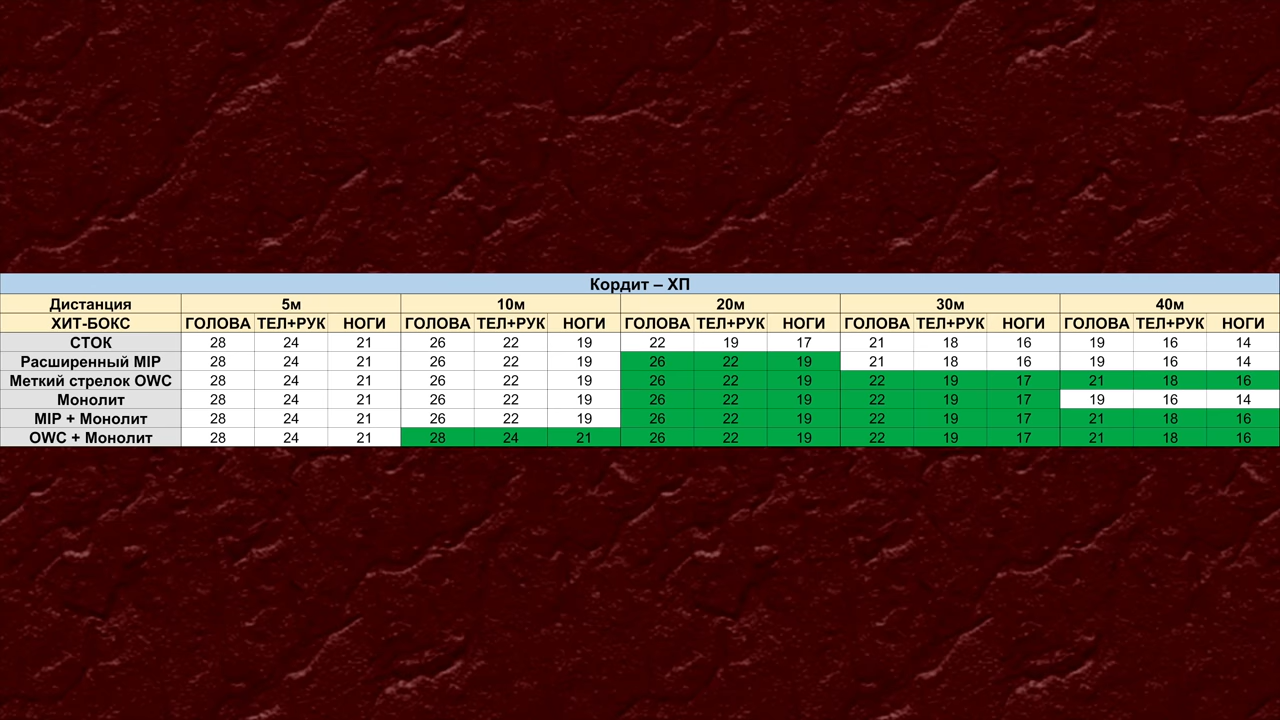 Кордит – ХП
Дистанция 5м 10м 20м 30м 40м
ХИТ-БОКС ГОЛОВА ТЕЛ+РУК НОГИ ГОЛОВА ТЕЛ+РУК НОГИ ГОЛОВА ТЕЛ+РУК НОГИ ГОЛОВА ТЕЛ+РУК НОГИ ГОЛОВА ТЕЛ+РУК НОГИ
СТОК 28 24 21 26 22 19 22 19 17 21 18 16 19 16 14
Расширенный MIP 28 24 21 26 22 19 26 22 19 21 18 16 19 16 14
Меткий стрелок OWC 28 24 21 26 22 19 26 22 19 22 19 17 21 18 16
Монолит 28 24 21 26 22 19 26 22 19 22 19 17 19 16 14
MIP + Монолит 28 24 21 26 22 19 26 22 19 22 19 17 21 18 16
OWC + Монолит 28 24 21 28 24 21 26 22 19 22 19 17 21 18 16